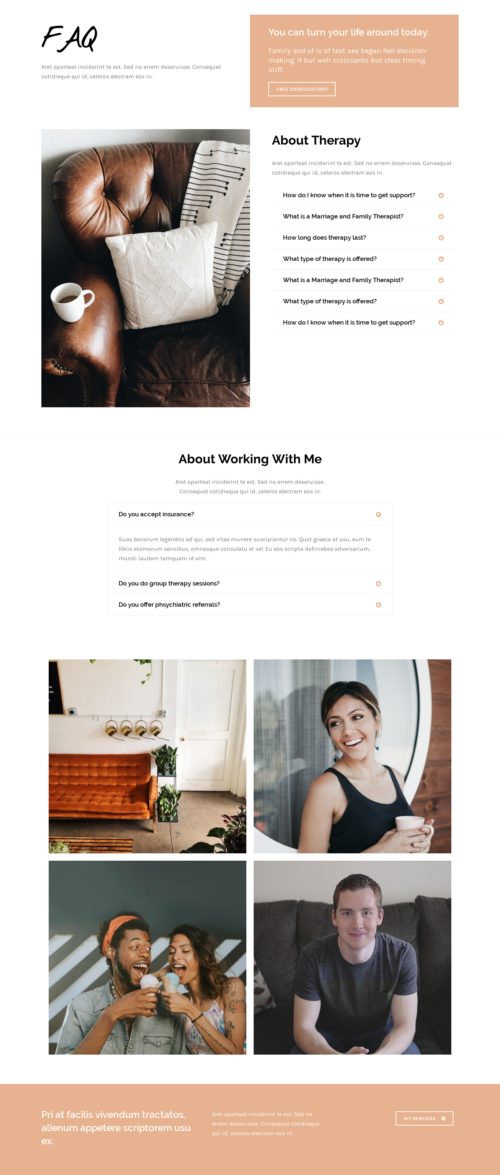 FAQ
Aret oporteat inciderint te est. Sed no errem deseruisse. Consequat
cotidieque qui id, ceteros electram eos in.
You can turn your life around today.
Family and of is of text see began feel decision-
making. If but well croissants but clear timing
stiff.
FREE CONSULTATION?
About Therapy
Aret oporteat inciderint te est. Sed no errem deseruisse. Consequat
cotidieque qui id, ceteros electram eos in.
How do I know when it is time to get support?
What is a Marriage and Family Therapist?
How long does therapy last?
What type of therapy is offered?
What is a Marriage and Family Therapist?
What type of therapy is offered?
How do I know when it is time to get support?
About Working With Me
Aret oporteat inciderint te est. Sed no errem deseruisse.
Consequat cotidieque qui id, ceteros electram eos in.
Do you accept insurance?
Suas bonorum legendos ad qui, sed vitae munere suscipiantur no. Quot graece at usu, eum te
libris atomorum sensibus, omnesque consulatu et vel. Eu eos scripta definiebas adversarium,
mundi laudem tamquam id vim.
Do you do group therapy sessions?
Do you offer phsychiatric referrals?
Pri at facilis vivendum tractatos,
alienum appetere scriptorem usu
ex.
Aret oporteat inciderint te est. Sed no
errem deseruisse. Consequat cotidieque
qui id, ceteros electram eos in.
MY SERVICES